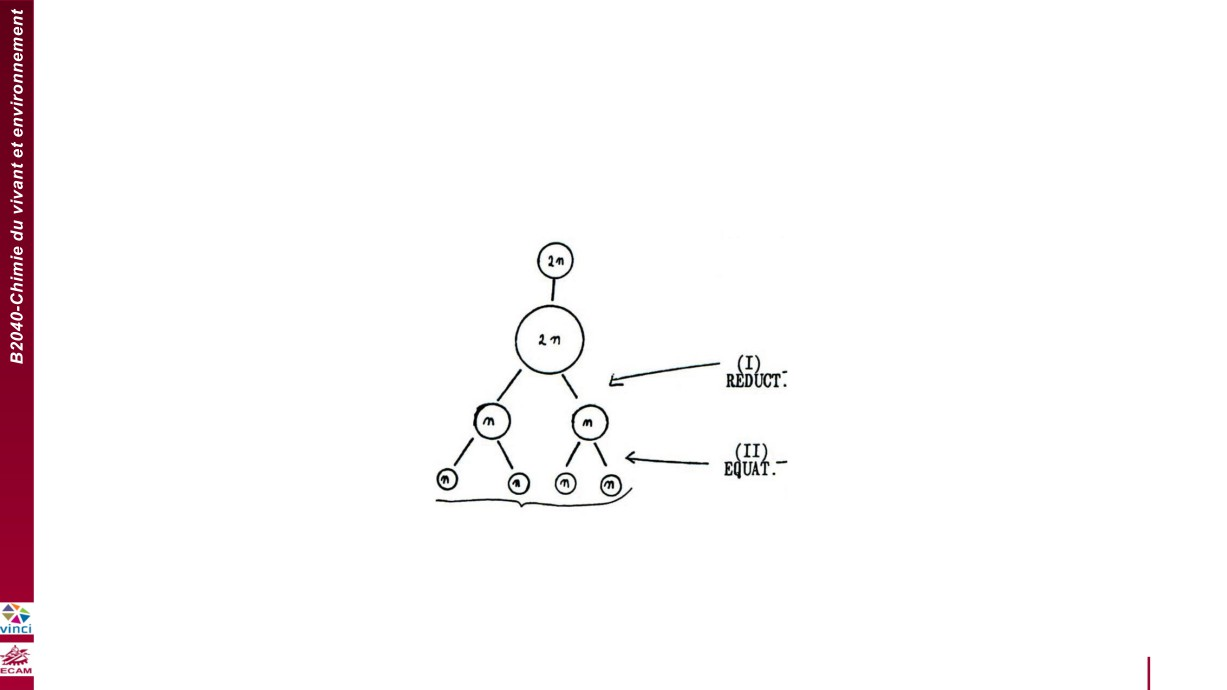 B2040-Chimie du vivant et environnement
2n
2n
(I)
REDUCT.-
n
n
(II)
EQUAT.-
n
n
n
n
vinci
ECAM